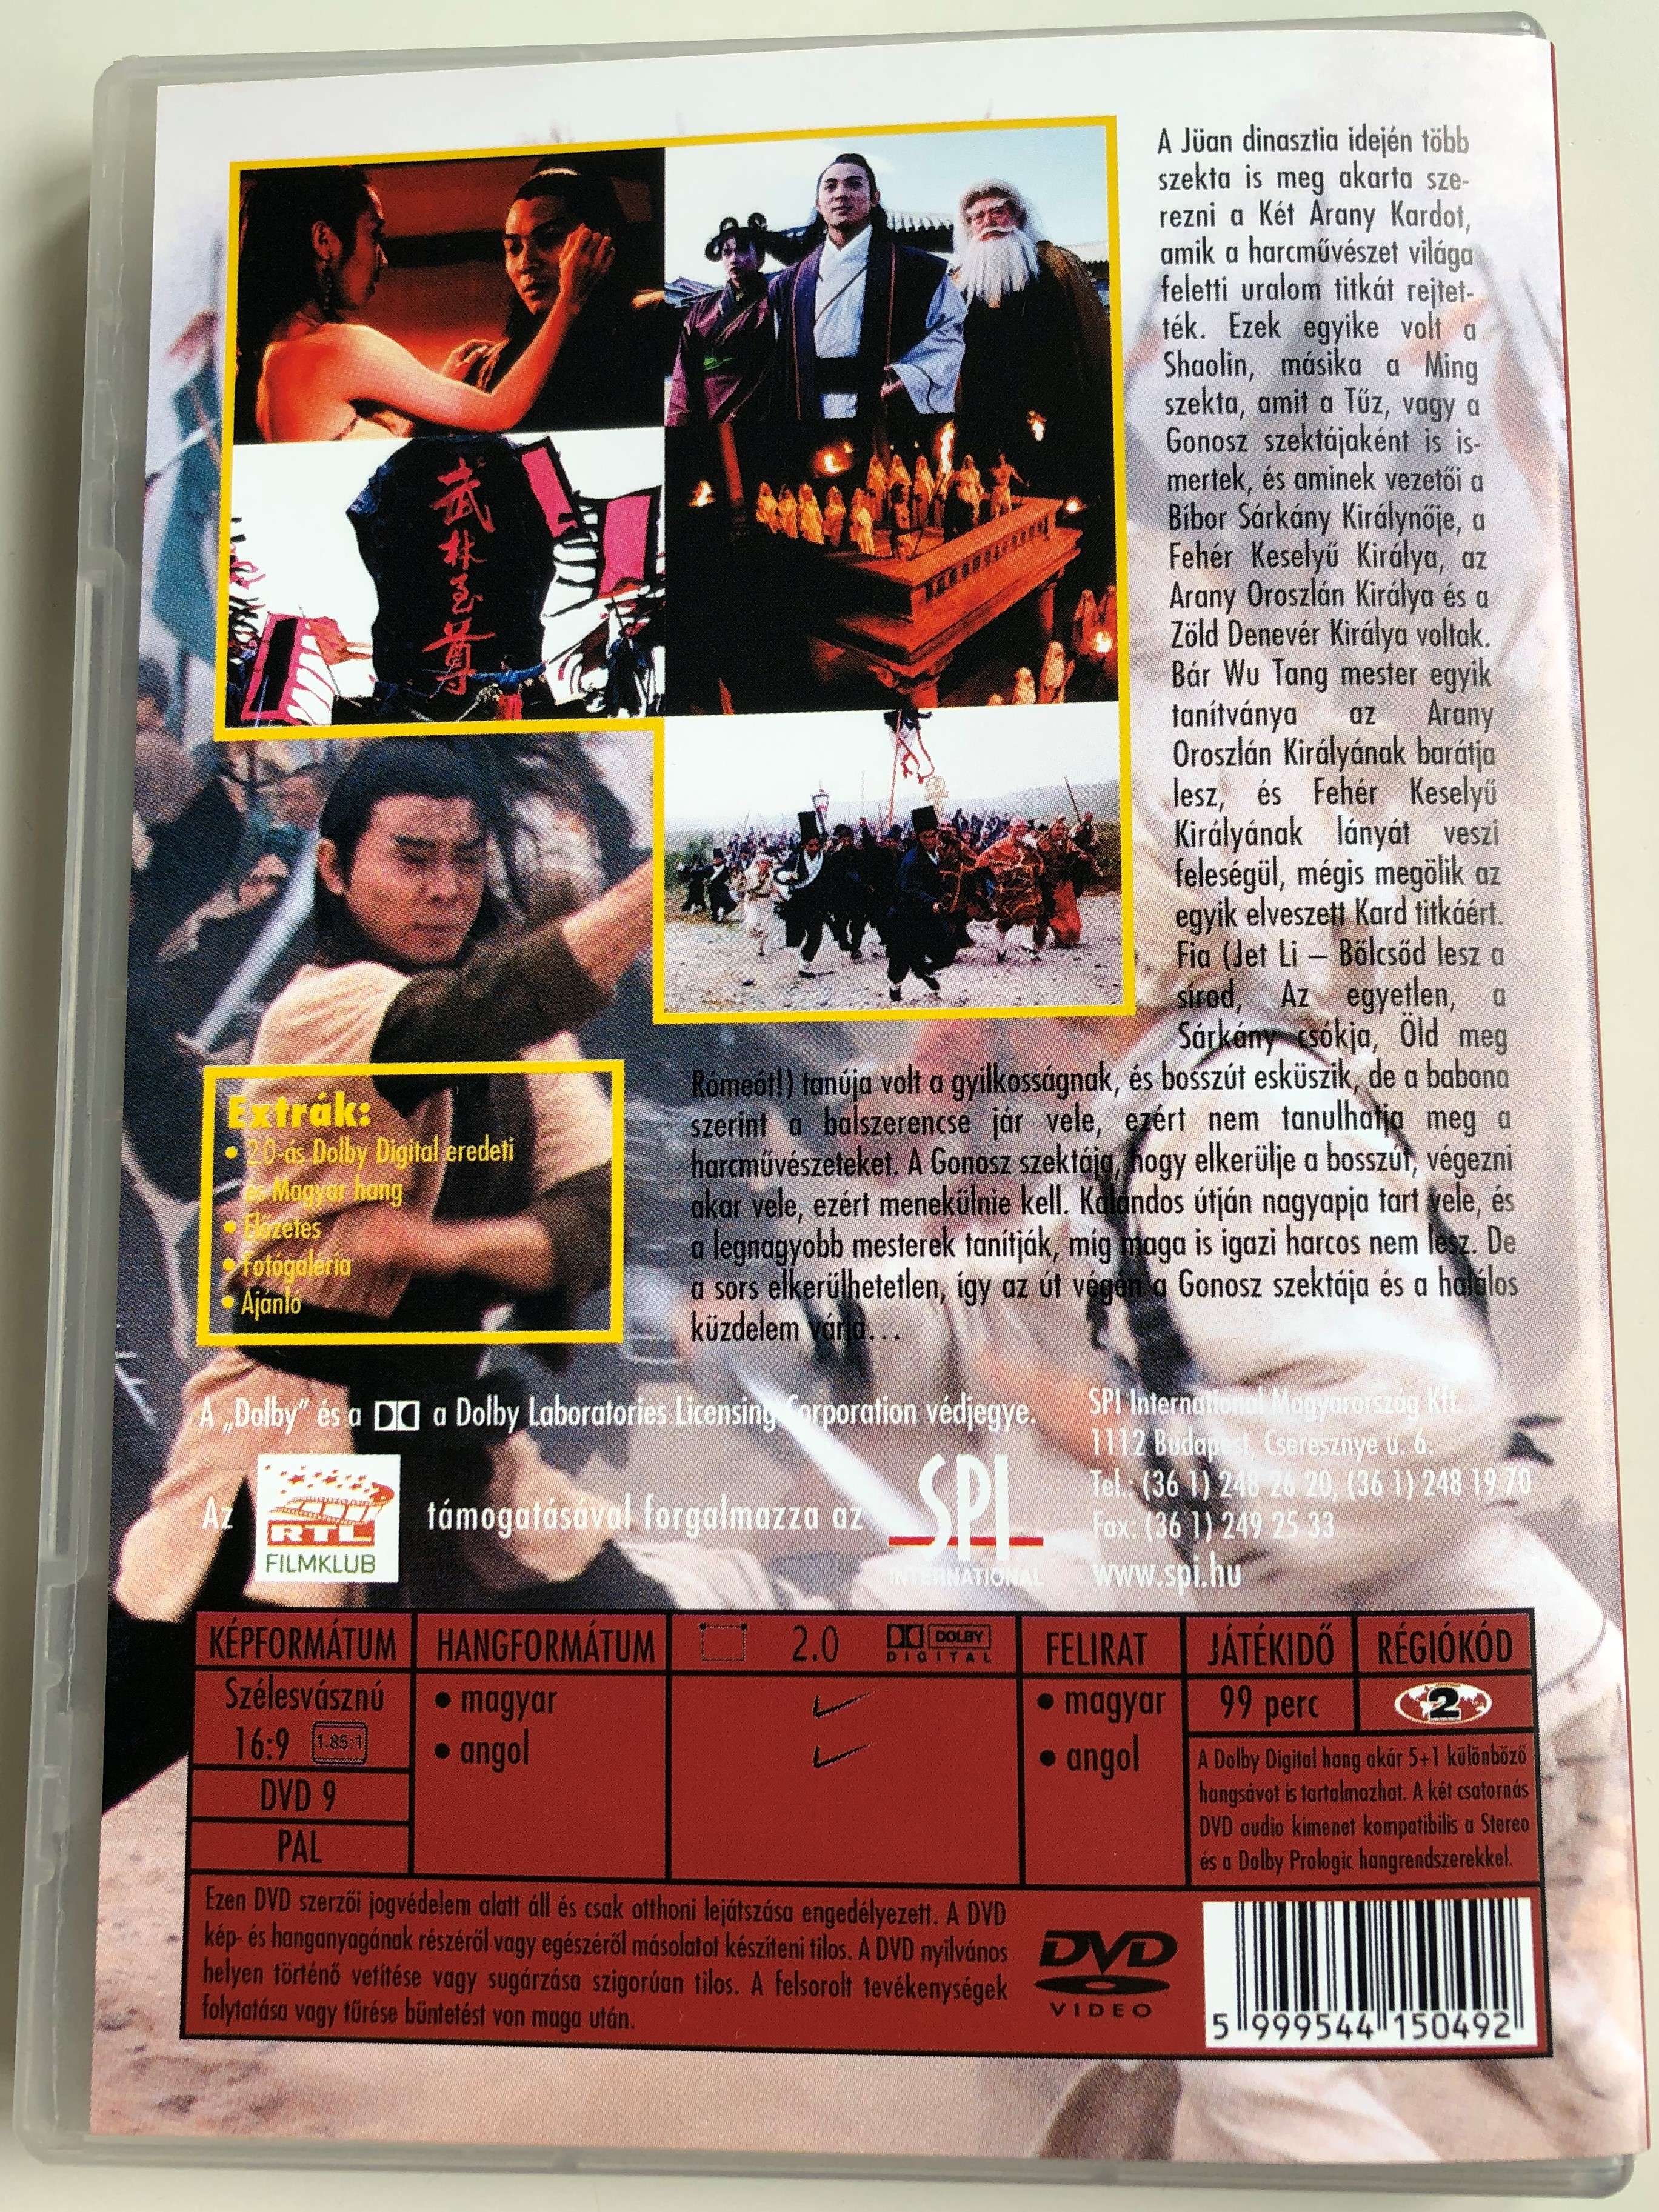 A Jüan dinasztia idején több
szekta is meg akarta sze-
rezni a Két Arany Kardot,
amik a harcművészet világa
feletti uralom titkát rejtet-
ték. Ezek egyike volt a
Shaolin, másika a Ming
szekta, amit a Tűz, vagy a
Gonosz szektájaként is is-
mertek, és aminek vezetői a
Bíbor Sárkány Királynője, a
Fehér Keselyű Királya, az
Arany Oroszlán Királya és a
Zöld Denevér Királya voltak.
Bár Wu Tang mester egyik
tanítványa az Arany
Oroszlán Királyának barátja
lesz, és Fehér Keselyű
Királyának lányát veszi
feleségül, mégis megölik az
egyik elveszett Kard titkáért.
Fia (Jet Li – Bölcsőd lesz a
sírod, Az egyetlen, a
Sárkány csókja, Öld meg
Rómeót!) tanúja volt a gyilkosságnak, és bosszút esküszik, de a babona
szerint a balszerencse jár vele, ezért nem tanulhatja meg a
harcművészeteket. A Gonosz szektája, hogy elkerülje a bosszút, végezni
akar vele, ezért menekülnie kell. Kalandos útján nagyapja tart vele, és
a legnagyobb mesterek tanítják, míg maga is igazi harcos nem lesz. De
a sors elkerülhetetlen, így az út végén a Gonosz szektája és a halálos
küzdelem várja...
武林至尊
Extrák:
• 2.0-ás Dolby Digital eredeti
és Magyar hang
• Előzetes
• Fotógaléria
• Ajánló
A „Dolby” és a DD a Dolby Laboratories Licensing Corporation védjegye.
Az RTL FILMKLUB támogatásával forgalmazza az SPI INTERNATIONAL
SPI International Magyarország Kft.
1112 Budapest, Cseresznye u. 6.
Tel.: (36 1) 248 26 20, (36 1) 248 19 70
Fax: (36 1) 249 25 33
www.spi.hu
KÉPFORMÁTUM HANGFORMÁTUM 2.0 DOLBY DIGITAL FELIRAT JÁTÉKIDŐ RÉGIÓKÓD
Szélesvásznú • magyar • magyar 99 perc 2
16:9 1.85:1 • angol • angol
DVD 9
PAL
A Dolby Digital hang akár 5+1 különböző
hangsávot is tartalmazhat. A két csatornás
DVD audio kimenet kompatibilis a Stereo
és a Dolby Prologic hangrendszerekkel.
Ezen DVD szerzői jogvédelem alatt áll és csak otthoni lejátszása engedélyezett. A DVD
kép- és hanganyagának részéről vagy egészéről másolatot készíteni tilos. A DVD nyilvános
helyen történő vetítése vagy sugárzása szigorúan tilos. A felsorolt tevékenységek
folytatása vagy tűrése büntetést von maga után.
DVD
VIDEO
5 999544 150492